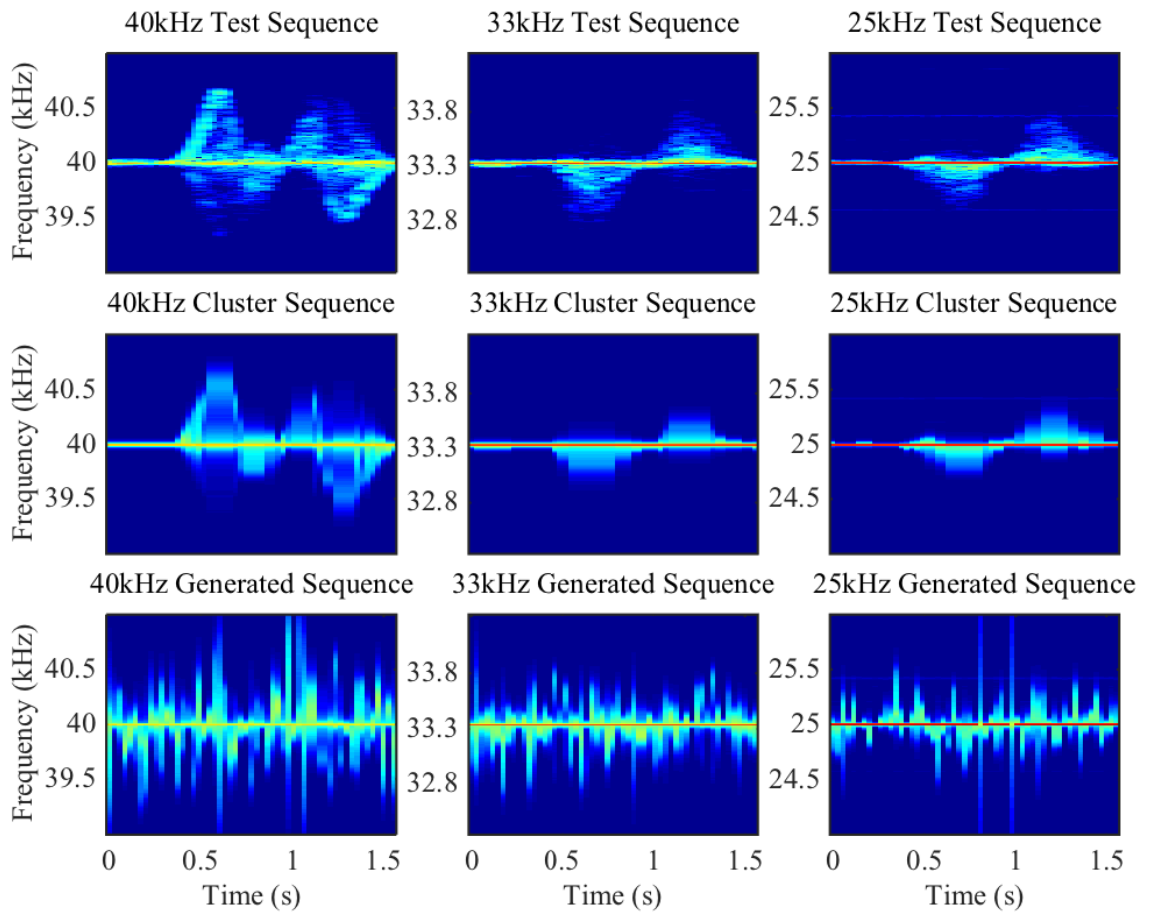 40kHz Test Sequence
33kHz Test Sequence
25kHz Test Sequence
Frequency (kHz)
40.5
40
39.5
33.8
33.3
32.8
25.5
25
24.5
40kHz Cluster Sequence
33kHz Cluster Sequence
25kHz Cluster Sequence
Frequency (kHz)
40.5
40
39.5
33.8
33.3
32.8
25.5
25
24.5
40kHz Generated Sequence
33kHz Generated Sequence
25kHz Generated Sequence
Frequency (kHz)
40.5
40
39.5
33.8
33.3
32.8
25.5
25
24.5
0 0.5 1 1.5
0 0.5 1 1.5
0 0.5 1 1.5
Time (s)
Time (s)
Time (s)